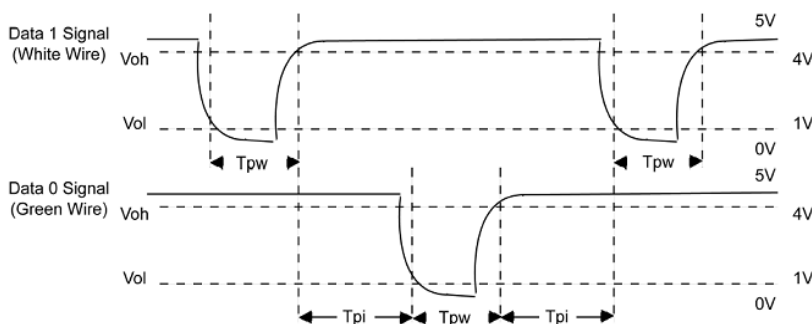 Data 1 Signal
(White Wire)
Voh
Vol
5V
4V
1V
0V
Tpw
Tpw
Data 0 Signal
(Green Wire)
Voh
Vol
5V
4V
1V
0V
Tpi
Tpw
Tpi